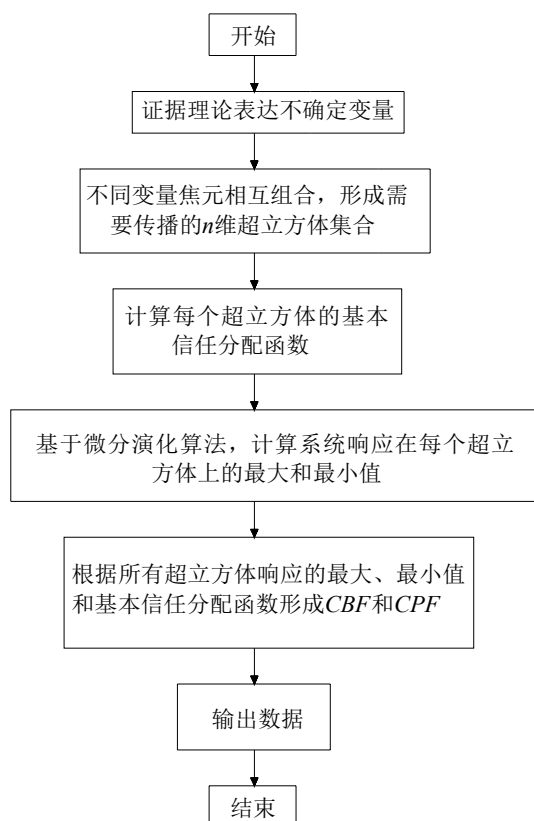 开始
证据理论表达不确定变量
不同变量焦元相互组合，形成需
要传播的n维超立方体集合
计算每个超立方体的基本
信任分配函数
基于微分演化算法，计算系统响应在每个超立
方体上的最大和最小值
根据所有超立方体响应的最大、最小值
和基本信任分配函数形成CBF和CPF
输出数据
结束